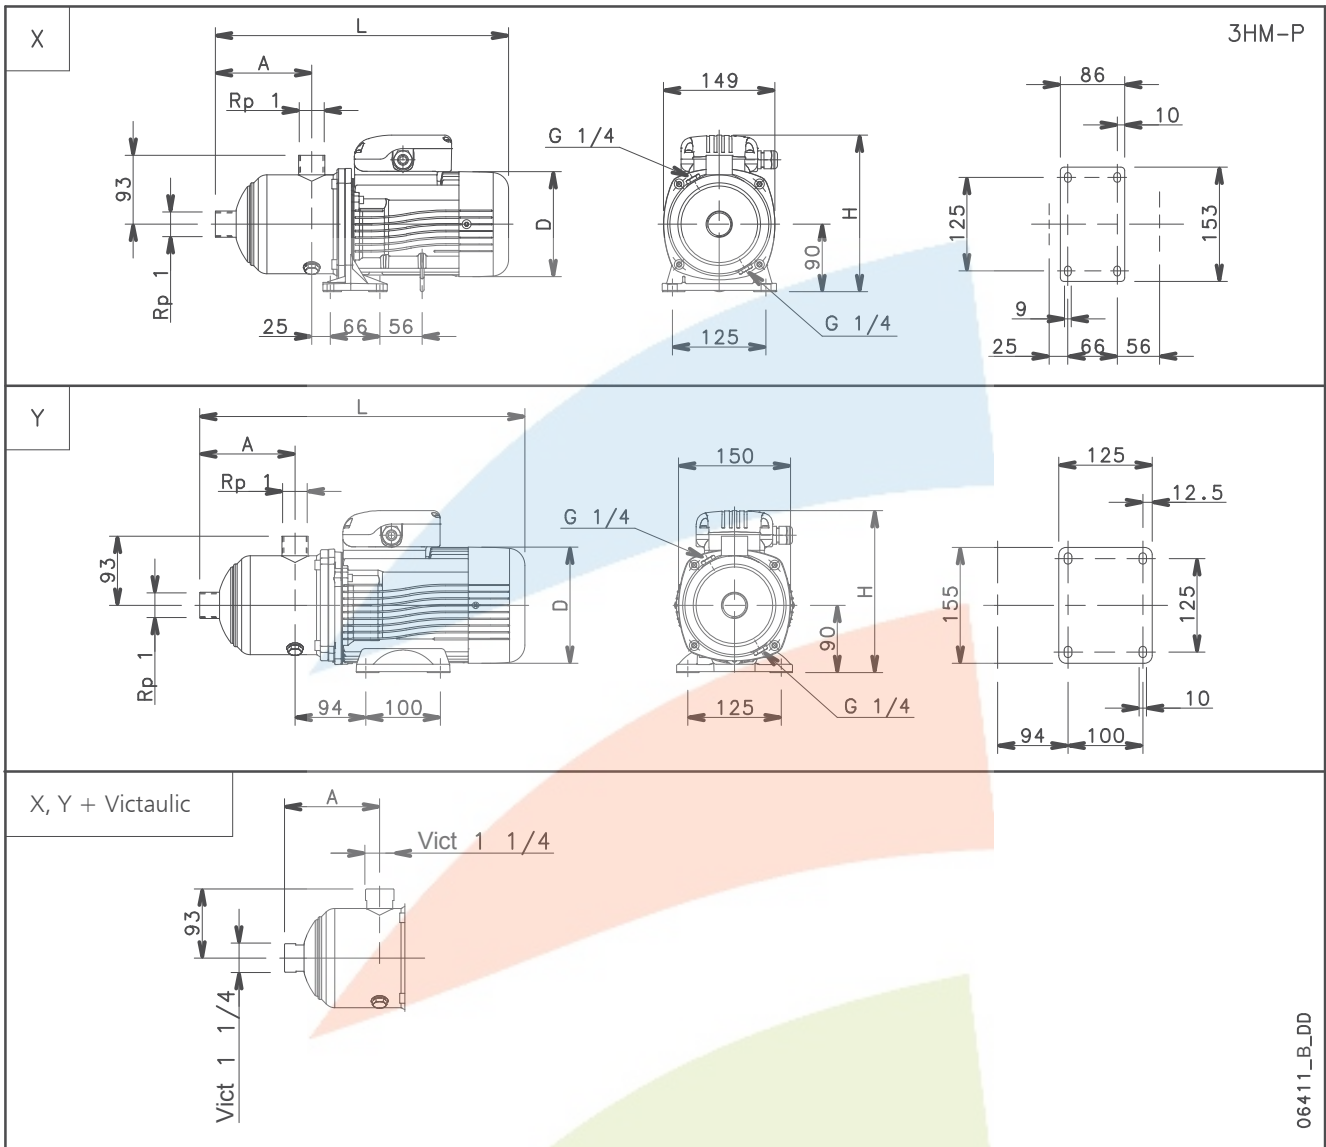 X
3HM-P
L
A
Rp 1
93
Rp 1
25
66
56
D
149
G 1/4
H
90
G 1/4
125
86
10
125
153
9
25
66
56
Y
L
A
Rp 1
93
Rp 1
94
100
D
150
G 1/4
H
90
G 1/4
125
125
12.5
155
125
10
94
100
X, Y + Victaulic
A
Vict 1 1/4
93
Vict 1 1/4
06411_B_DD